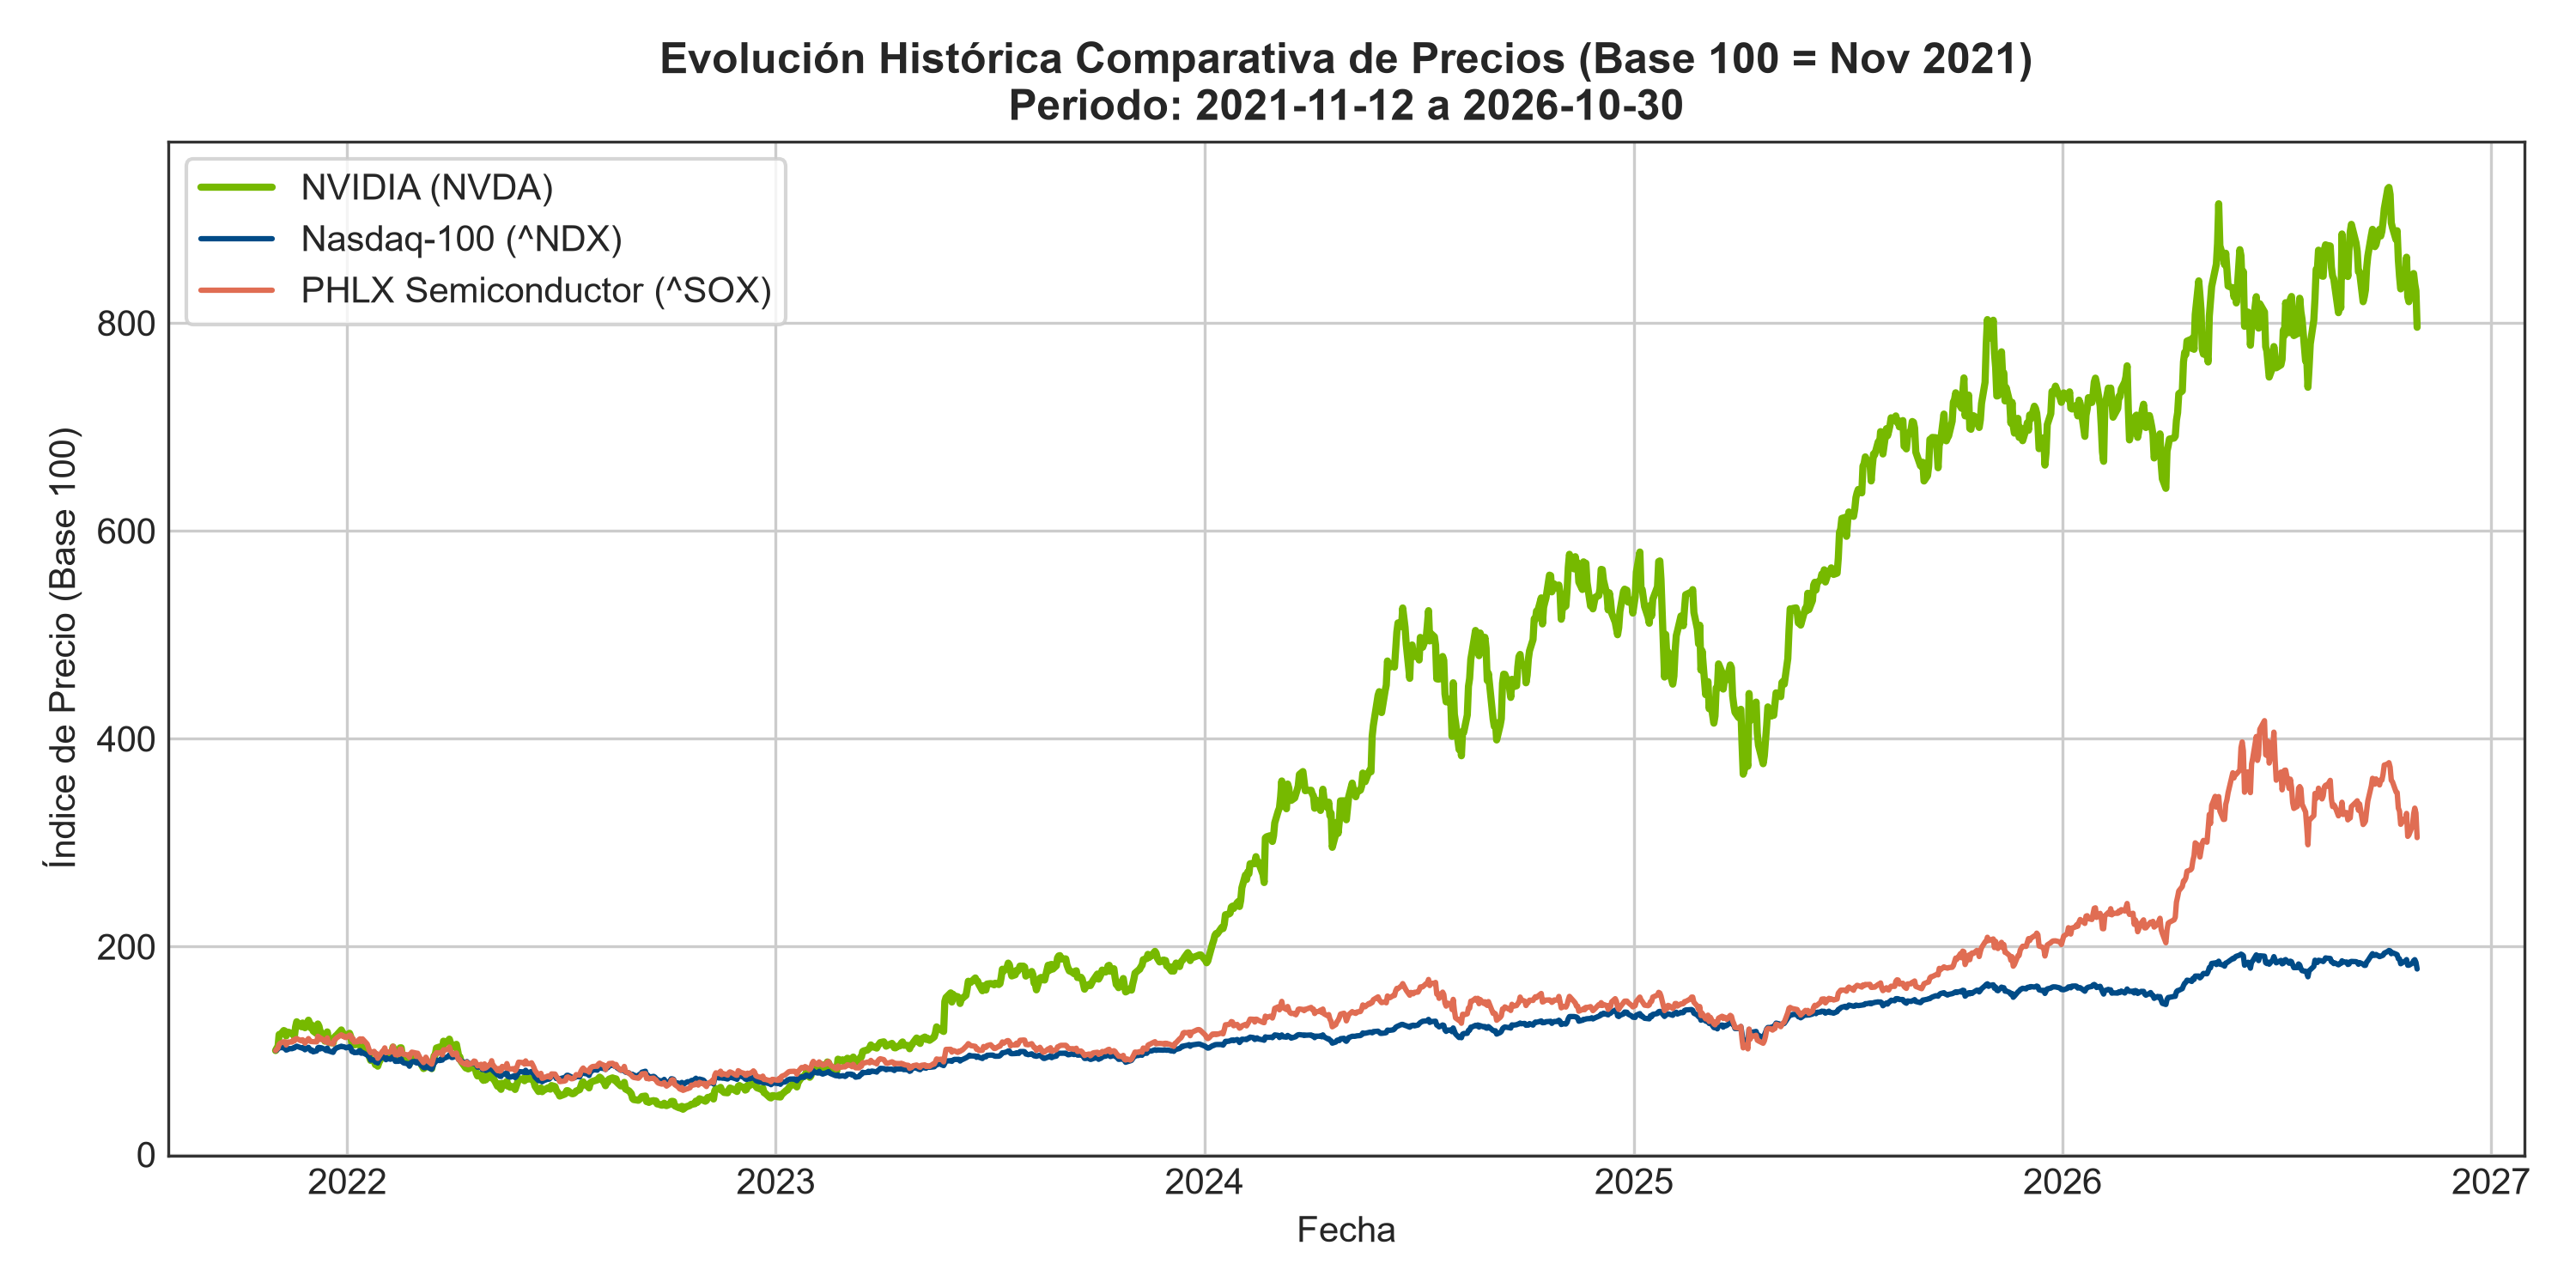 Evolución Histórica Comparativa de Precios (Base 100 = Nov 2021)
Periodo: 2021-11-12 a 2026-10-30
NVIDIA (NVDA)
Nasdaq-100 (^NDX)
PHLX Semiconductor (^SOX)
Índice de Precio (Base 100)
800
600
400
200
0
2022 2023 2024 2025 2026 2027
Fecha